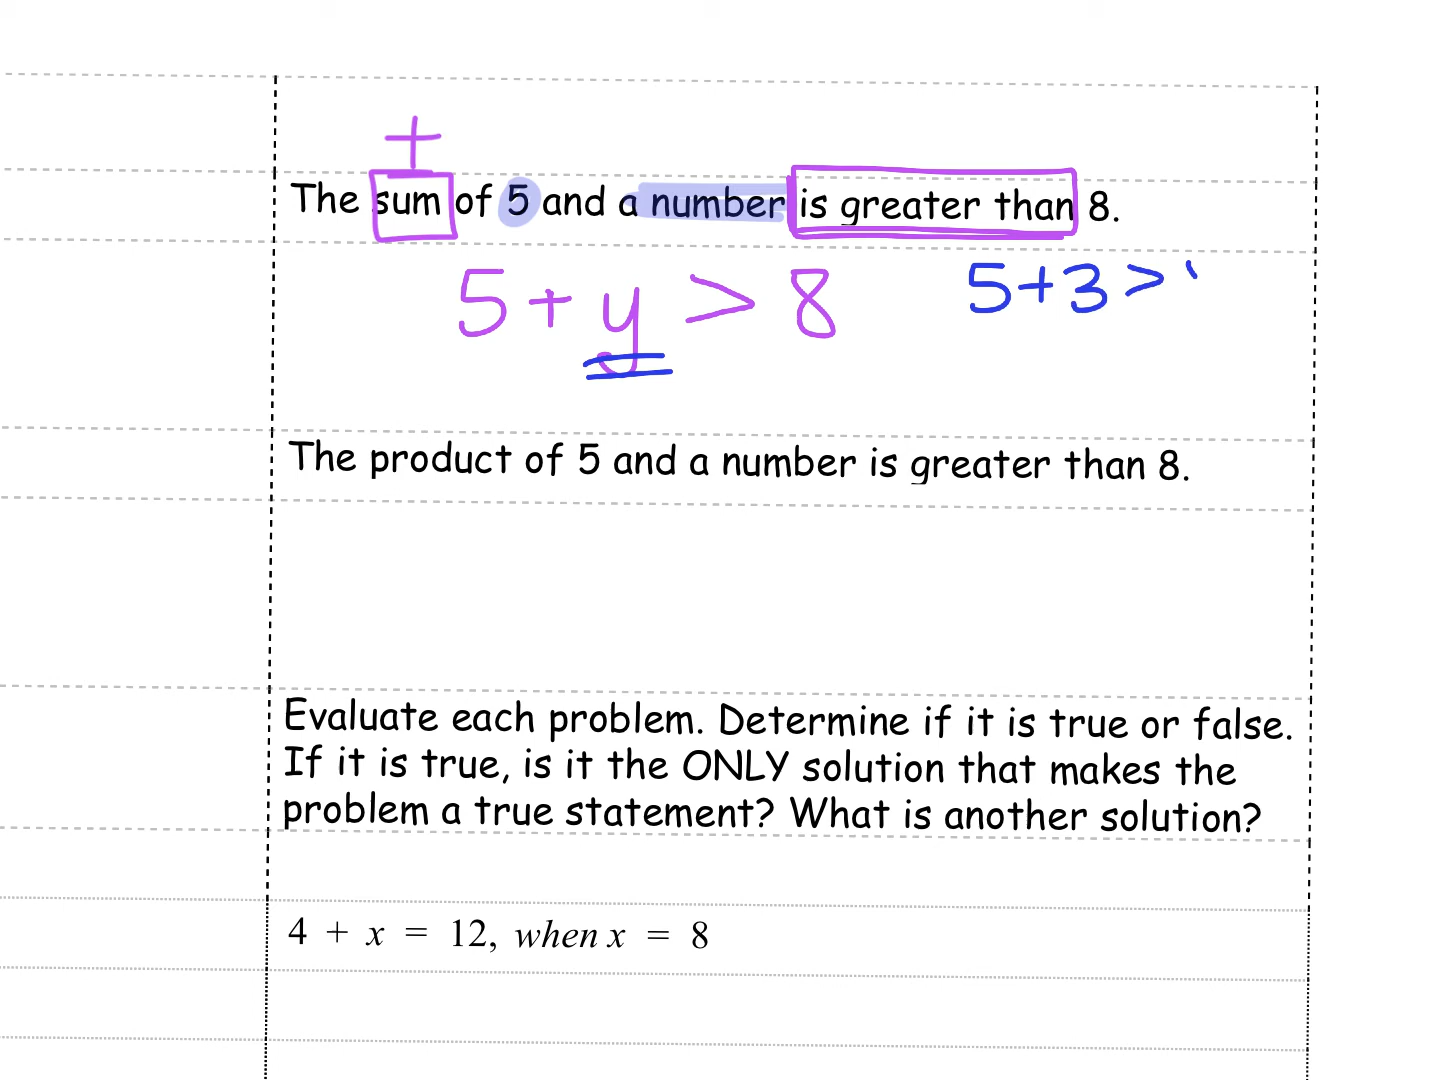 +
The sum of 5 and a number is greater than 8.
5 + y > 8 5 + 3 >
The product of 5 and a number is greater than 8.
Evaluate each problem. Determine if it is true or false.
If it is true, is it the ONLY solution that makes the
problem a true statement? What is another solution?
4 + x = 12, when x = 8